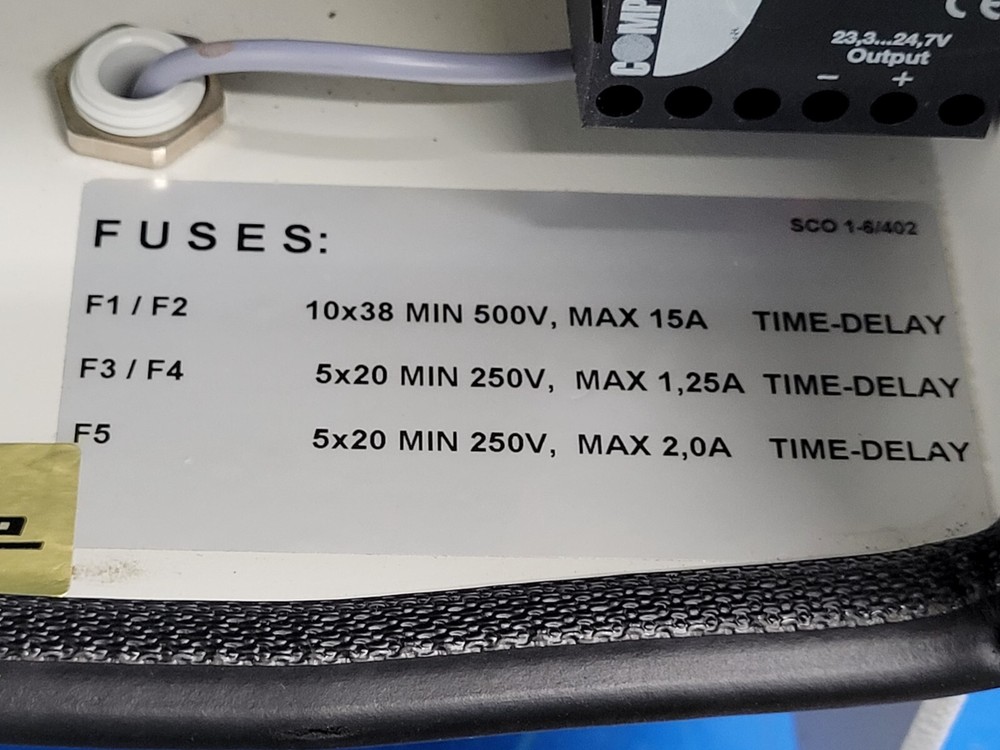 COMP
C
23,3...24,7V
Output
- +
FUSES:
SCO 1-6/402
F1 / F2 10x38 MIN 500V, MAX 15A TIME-DELAY
F3 / F4 5x20 MIN 250V, MAX 1,25A TIME-DELAY
F5 5x20 MIN 250V, MAX 2,0A TIME-DELAY